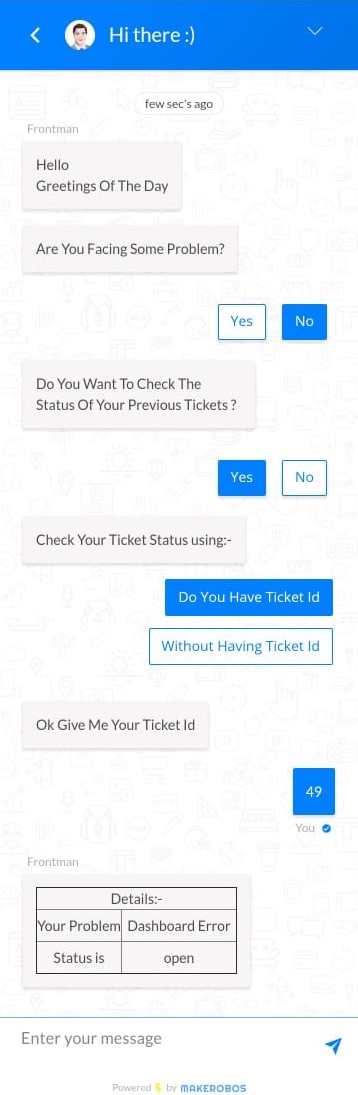 Hi there :)
few sec's ago
Frontman
Hello
Greetings Of The Day
Are You Facing Some Problem?
Yes No
Do You Want To Check The
Status Of Your Previous Tickets ?
Yes No
Check Your Ticket Status using:-
Do You Have Ticket Id
Without Having Ticket Id
Ok Give Me Your Ticket Id
49
You
Frontman
Details:-
Your Problem Dashboard Error
Status is open
Enter your message
Powered by MAKEROBOS